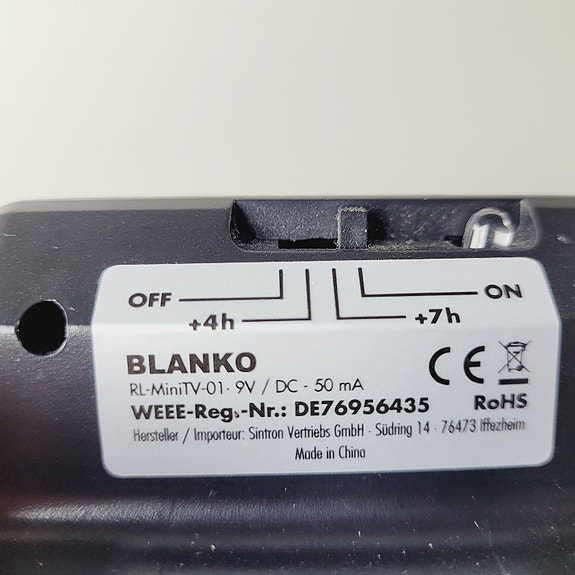 OFF ON
+4h +7h
BLANKO CE
RL-MiniTV-01· 9V / DC - 50 mA
WEEE-Reg.-Nr.: DE76956435 RoHS
Hersteller / Importeur: Sintron Vertriebs GmbH · Südring 14 · 76473 Iffezheim
Made in China